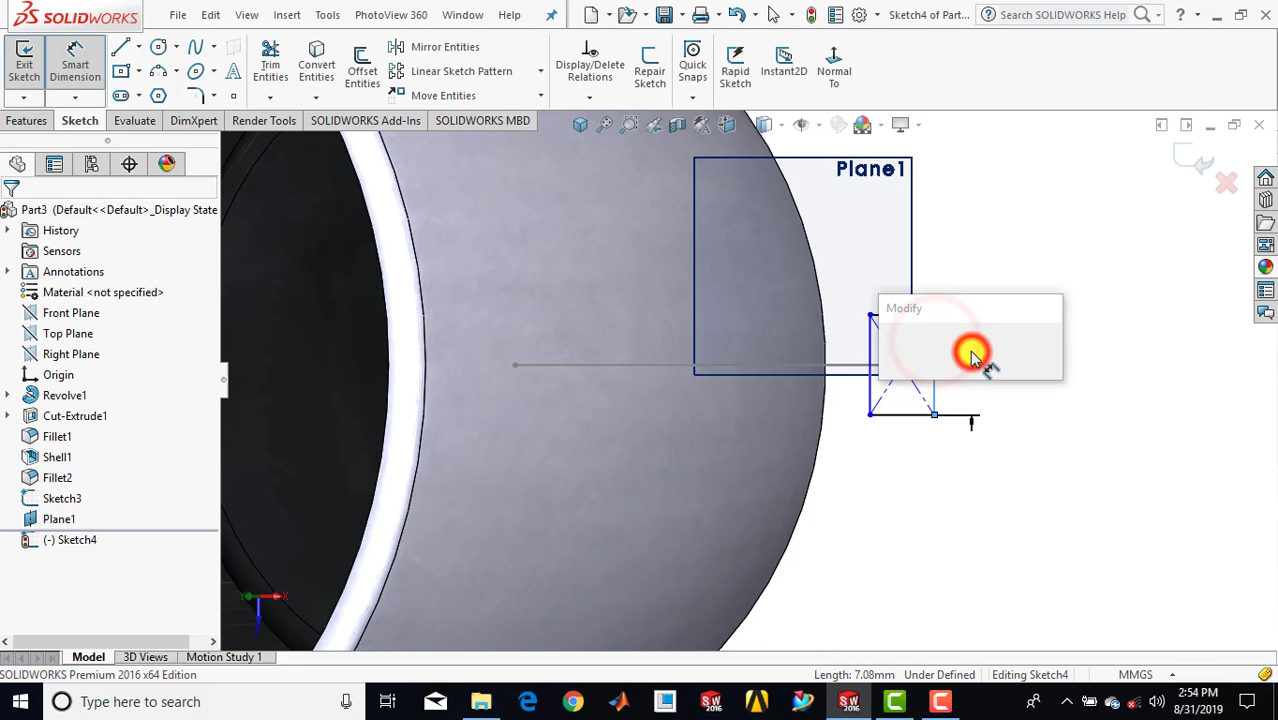 SOLIDWORKS
File
Edit
View
Insert
Tools
PhotoView 360
Window
Help
Sketch4 of Part...
Search SOLIDWORKS Help
Exit Sketch
Smart Dimension
Trim Entities
Convert Entities
Offset Entities
Mirror Entities
Linear Sketch Pattern
Move Entities
Display/Delete Relations
Repair Sketch
Quick Snaps
Rapid Sketch
Instant2D
Normal To
Features
Sketch
Evaluate
DimXpert
Render Tools
SOLIDWORKS Add-Ins
SOLIDWORKS MBD
Part3 (Default<<Default>_Display State
History
Sensors
Annotations
Material <not specified>
Front Plane
Top Plane
Right Plane
Origin
Revolve1
Cut-Extrude1
Fillet1
Shell1
Fillet2
Sketch3
Plane1
(-) Sketch4
Plane1
Modify
X
Model
3D Views
Motion Study 1
SOLIDWORKS Premium 2016 x64 Edition
Length: 7.08mm
Under Defined
Editing Sketch4
MMGS
Type here to search
2:54 PM
8/31/2019